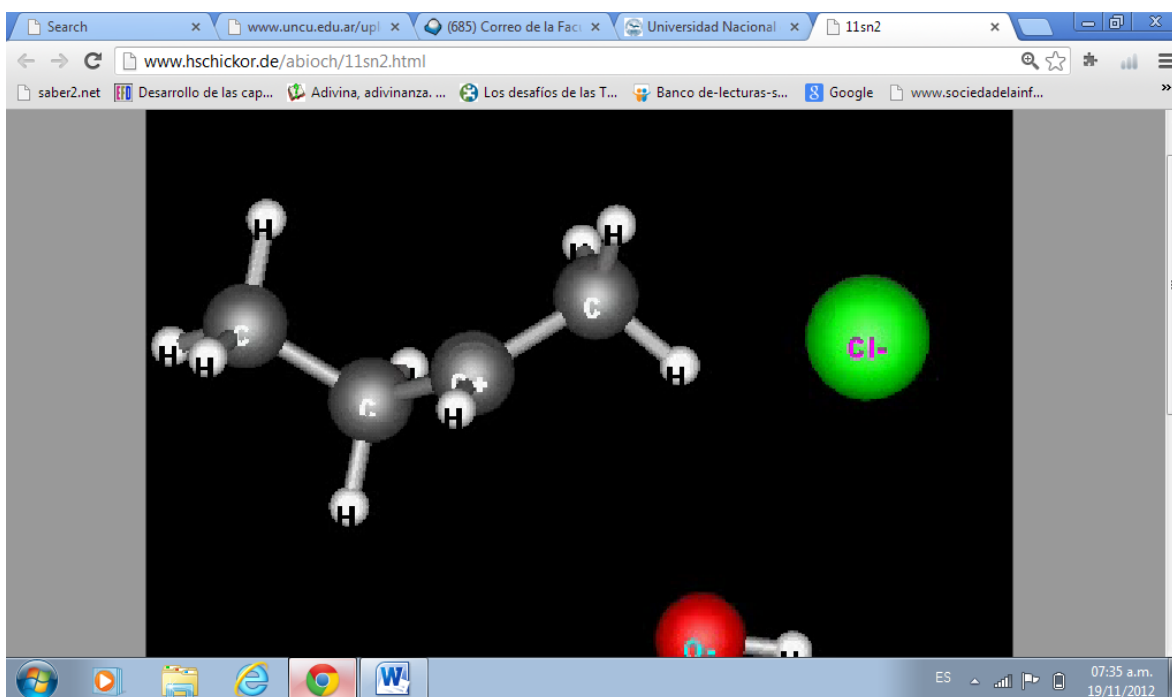 Search
www.uncu.edu.ar/upl
(685) Correo de la Facu
Universidad Nacional
11sn2
www.hschickor.de/abioch/11sn2.html
saber2.net
Desarrollo de las cap...
Adivina, adivinanza. ...
Los desafíos de las T...
Banco de-lecturas-s...
Google
www.sociedadelainf...
»
H
H
H
C
C
H
H
H
C+
H
C
H
Cl-
O-
H
ES
07:35 a.m.
19/11/2012